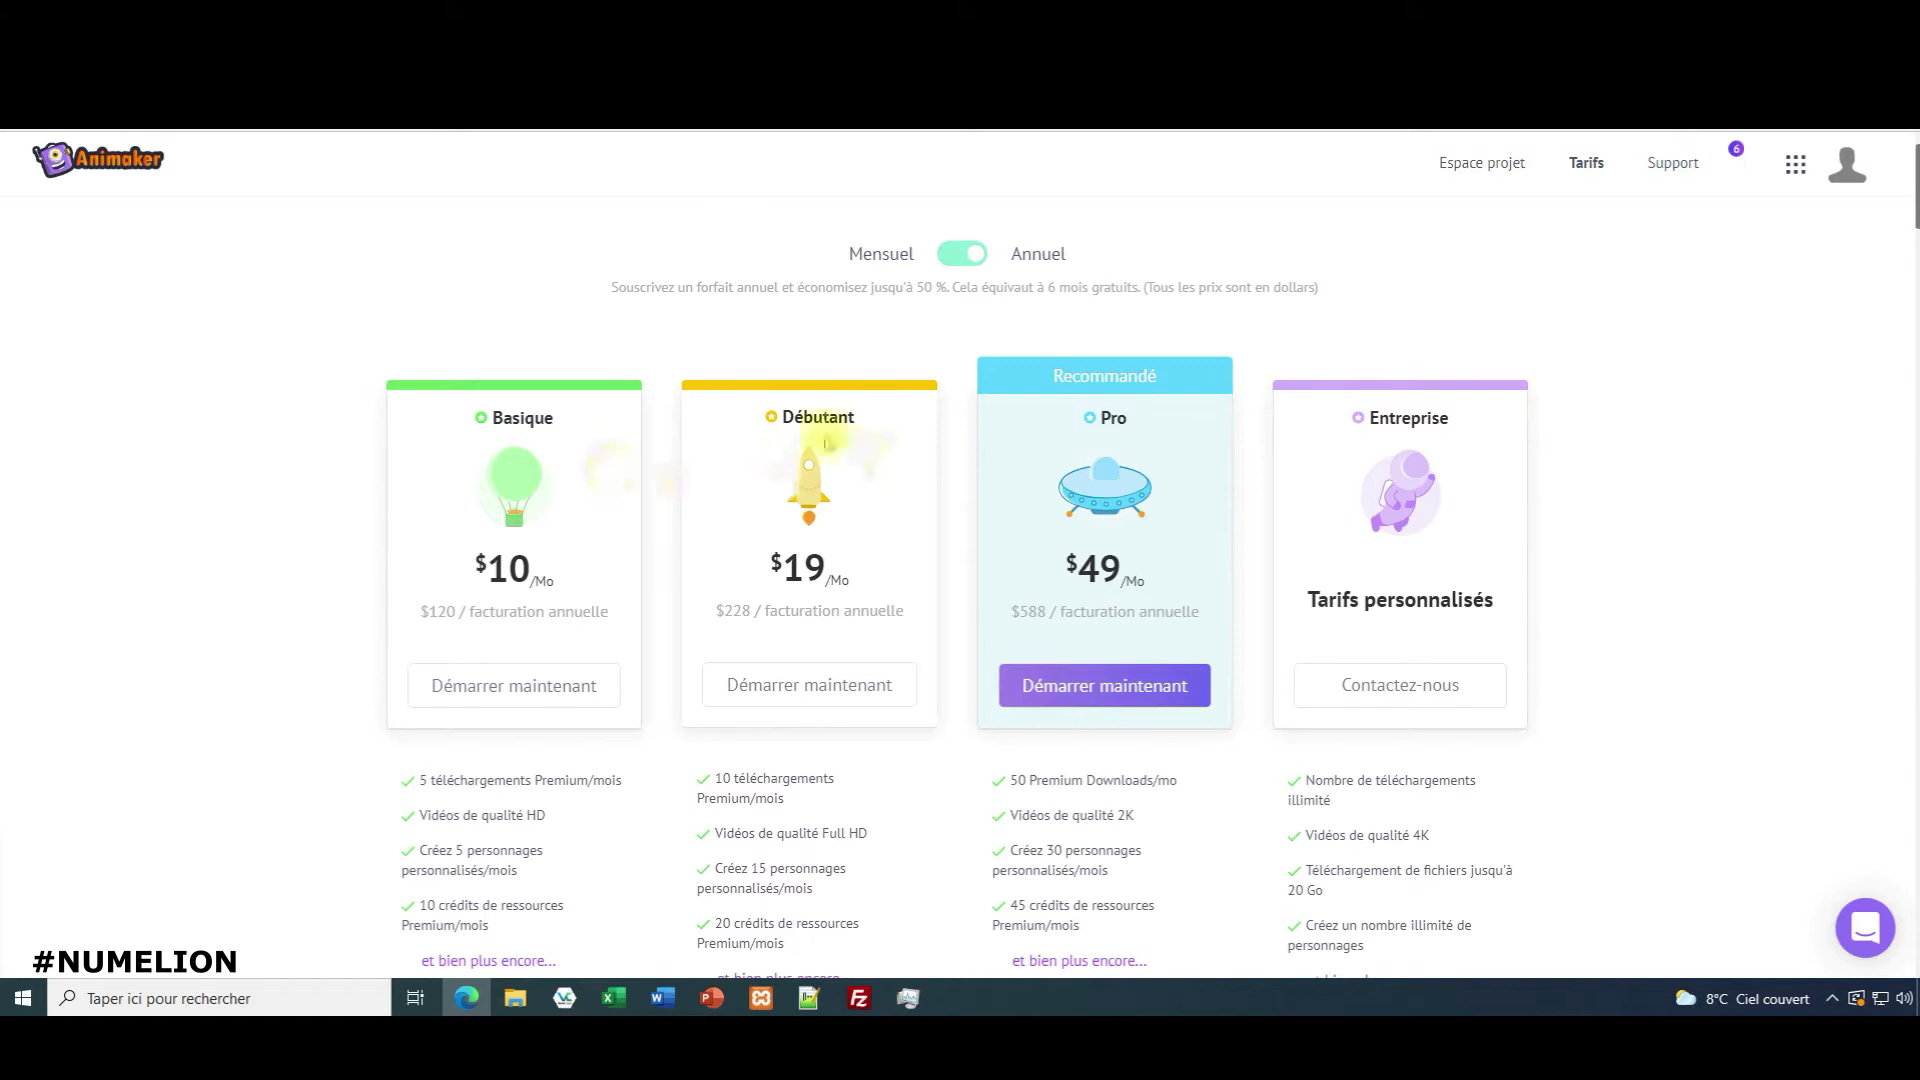 Animaker
Espace projet
Tarifs
Support
6
Mensuel
Annuel
Souscrivez un forfait annuel et économisez jusqu'à 50 %. Cela équivaut à 6 mois gratuits. (Tous les prix sont en dollars)
Basique
$10/Mo
$120 / facturation annuelle
Démarrer maintenant
5 téléchargements Premium/mois
Vidéos de qualité HD
Créez 5 personnages
personnalisés/mois
10 crédits de ressources
Premium/mois
et bien plus encore...
Débutant
$19/Mo
$228 / facturation annuelle
Démarrer maintenant
10 téléchargements
Premium/mois
Vidéos de qualité Full HD
Créez 15 personnages
personnalisés/mois
20 crédits de ressources
Premium/mois
et bien plus encore
Recommandé
Pro
$49/Mo
$588 / facturation annuelle
Démarrer maintenant
50 Premium Downloads/mo
Vidéos de qualité 2K
Créez 30 personnages
personnalisés/mois
45 crédits de ressources
Premium/mois
et bien plus encore...
Entreprise
Tarifs personnalisés
Contactez-nous
Nombre de téléchargements
illimité
Vidéos de qualité 4K
Téléchargement de fichiers jusqu'à
20 Go
Créez un nombre illimité de
personnages
#NUMELION
Taper ici pour rechercher
8°C Ciel couvert